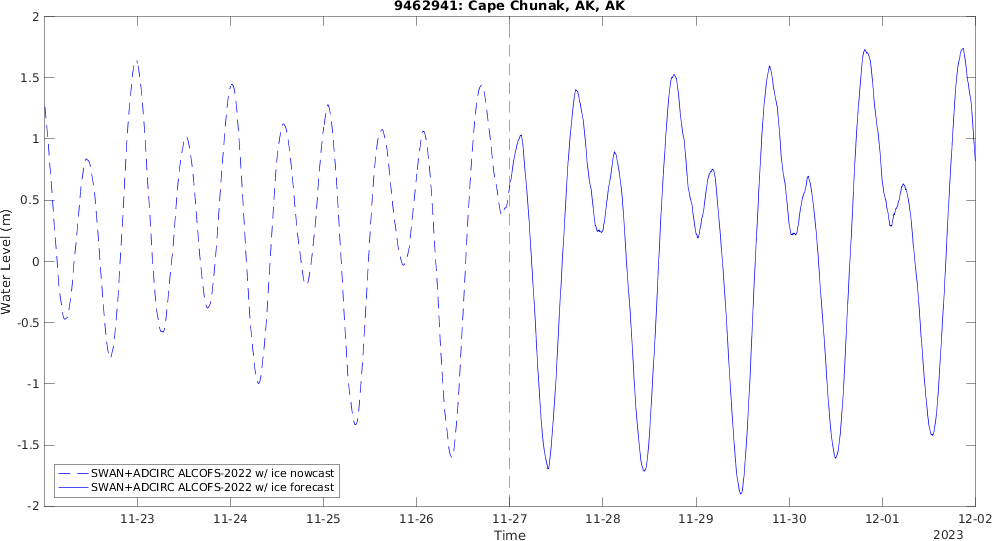 9462941: Cape Chunak, AK, AK
2
1.5
1
0.5
0
-0.5
-1
-1.5
-2
Water Level (m)
SWAN+ADCIRC ALCOFS-2022 w/ ice nowcast
SWAN+ADCIRC ALCOFS-2022 w/ ice forecast
11-23 11-24 11-25 11-26 11-27 11-28 11-29 11-30 12-01 12-02
Time
2023